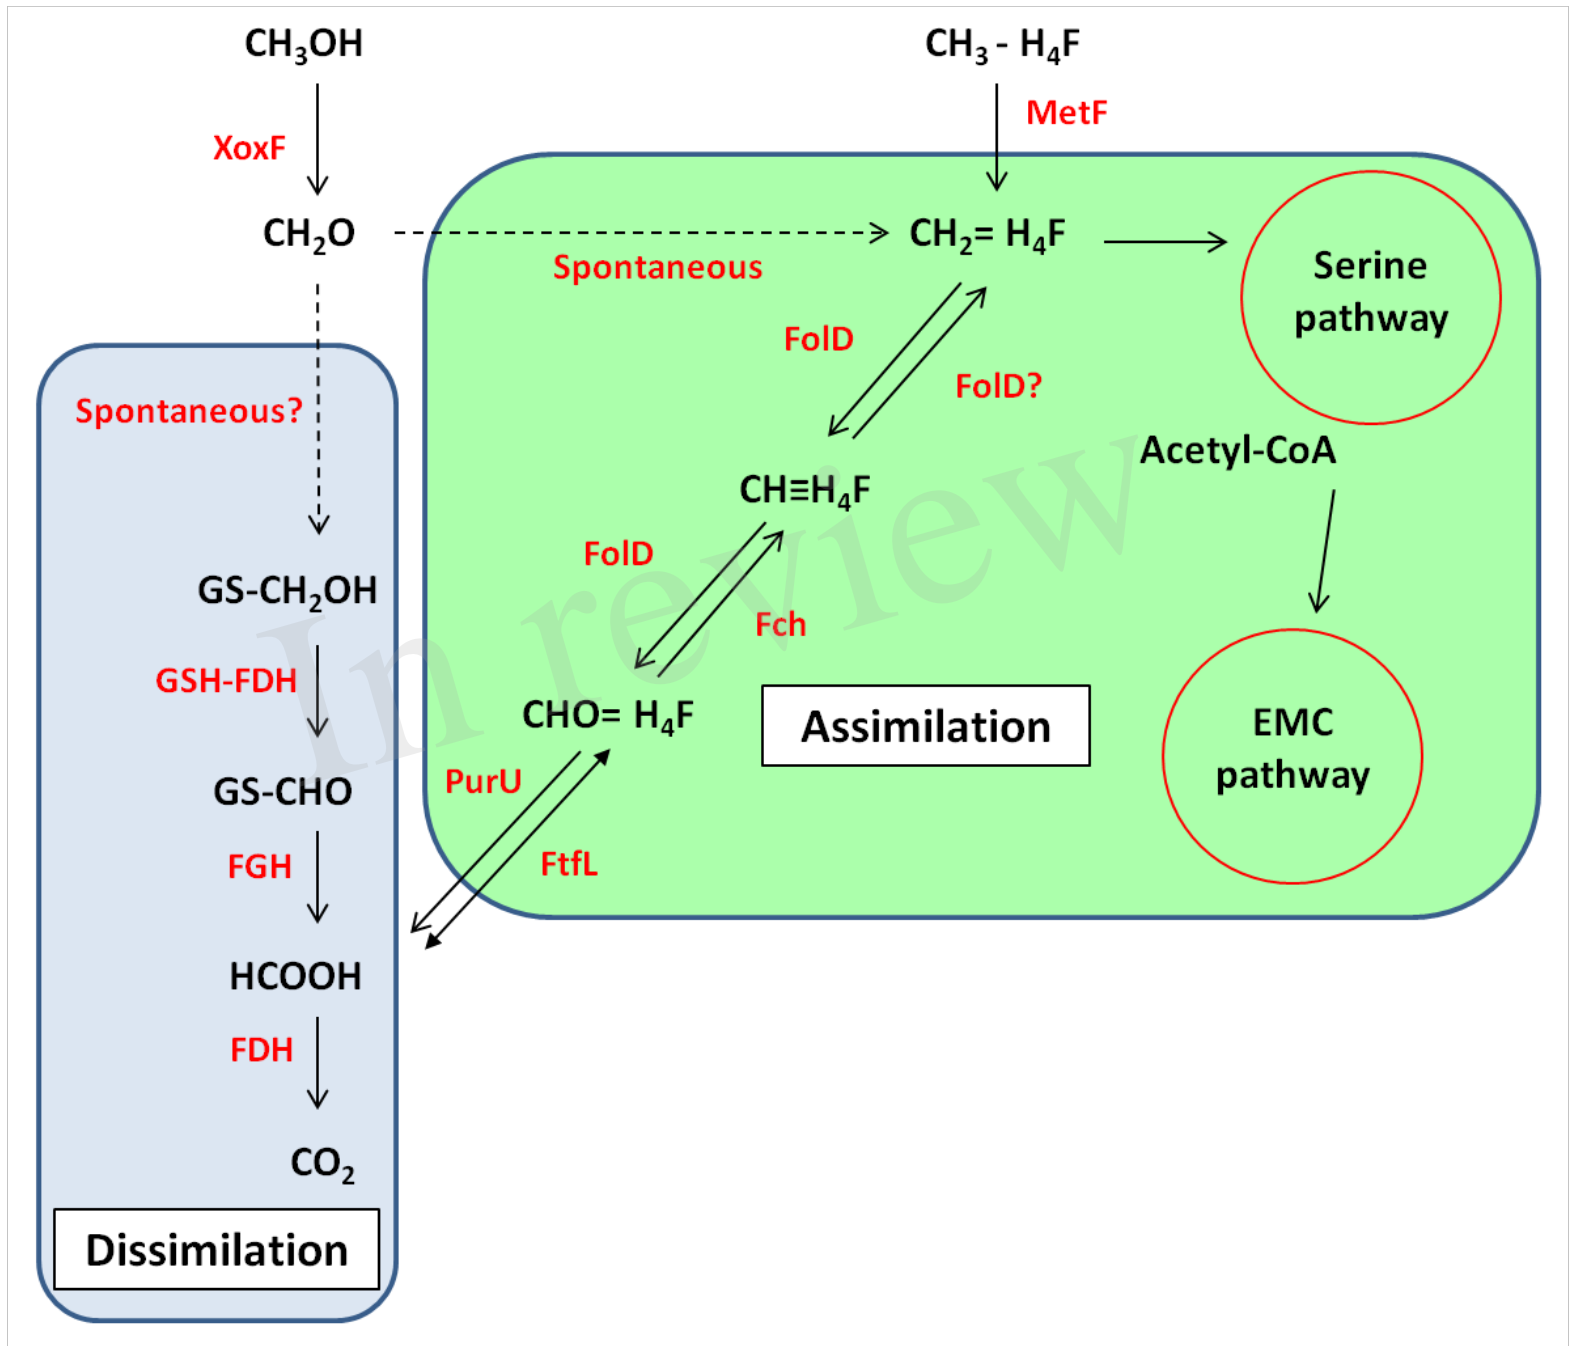 CH₃OH
CH₃ - H₄F
MetF
XoxF
CH₂O
CH₂= H₄F
Spontaneous
Serine
pathway
FolD
FolD?
Spontaneous?
Acetyl-CoA
CH≡H₄F
FolD
GS-CH₂OH
Fch
GSH-FDH
CHO= H₄F
Assimilation
EMC
pathway
PurU
GS-CHO
FGH
FtfL
HCOOH
FDH
CO₂
Dissimilation
In review